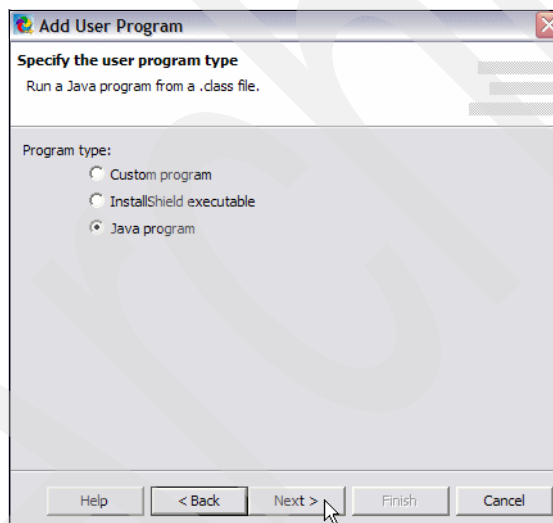 Add User Program
Specify the user program type
Run a Java program from a .class file.
Program type:
Custom program
InstallShield executable
Java program
Help
< Back
Next >
Finish
Cancel